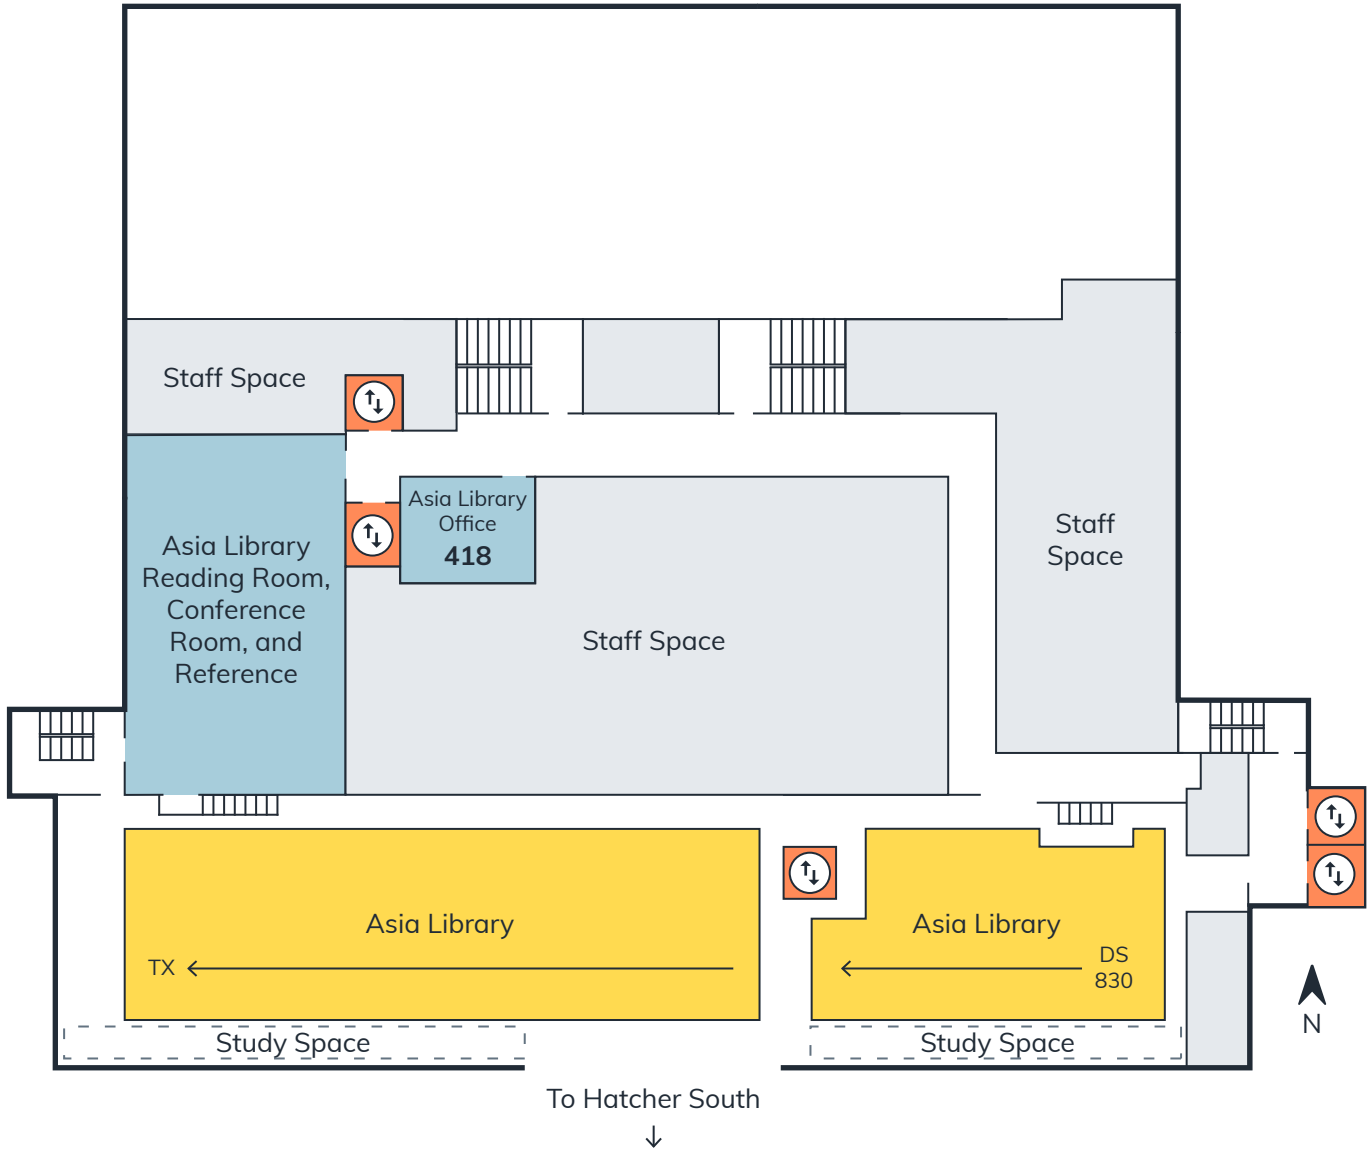 Staff Space
Asia Library
Office
418
Asia Library
Reading Room,
Conference
Room, and
Reference
Staff
Space
Staff Space
Asia Library
TX
Asia Library
DS
830
Study Space
Study Space
N
To Hatcher South